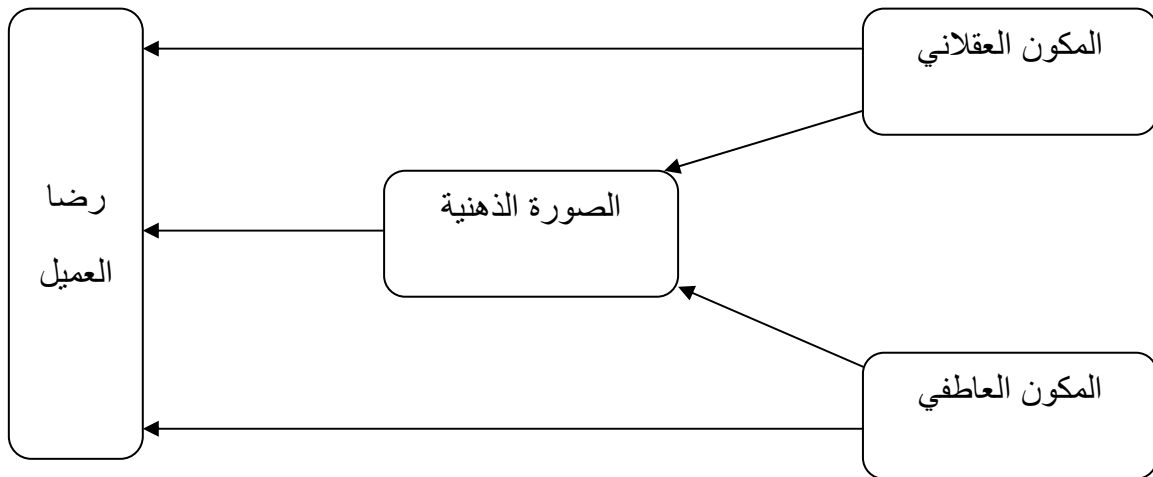 المكون العقلاني
الصورة الذهنية
رضا
العميل
المكون العاطفي